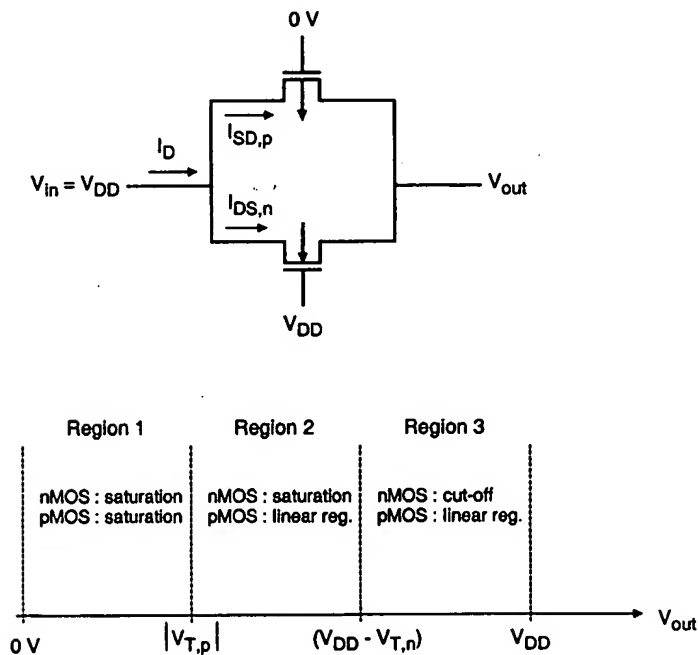 0 V
I_SD,p
I_D
V_in = V_DD
V_out
I_DS,n
V_DD
Region 1 Region 2 Region 3
nMOS : saturation nMOS : saturation nMOS : cut-off
pMOS : saturation pMOS : linear reg. pMOS : linear reg.
V_out
0 V |V_T,p| (V_DD - V_T,n) V_DD